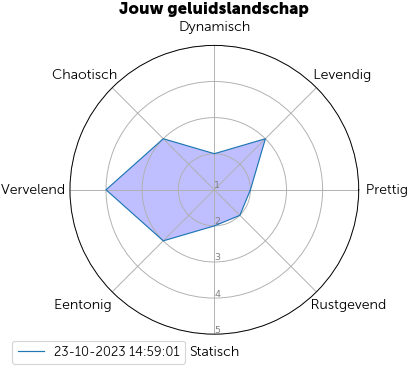 Jouw geluidslandschap
Dynamisch
Chaotisch
Levendig
Vervelend
1
Prettig
2
3
Eentonig
4
Rustgevend
5
23-10-2023 14:59:01
Statisch